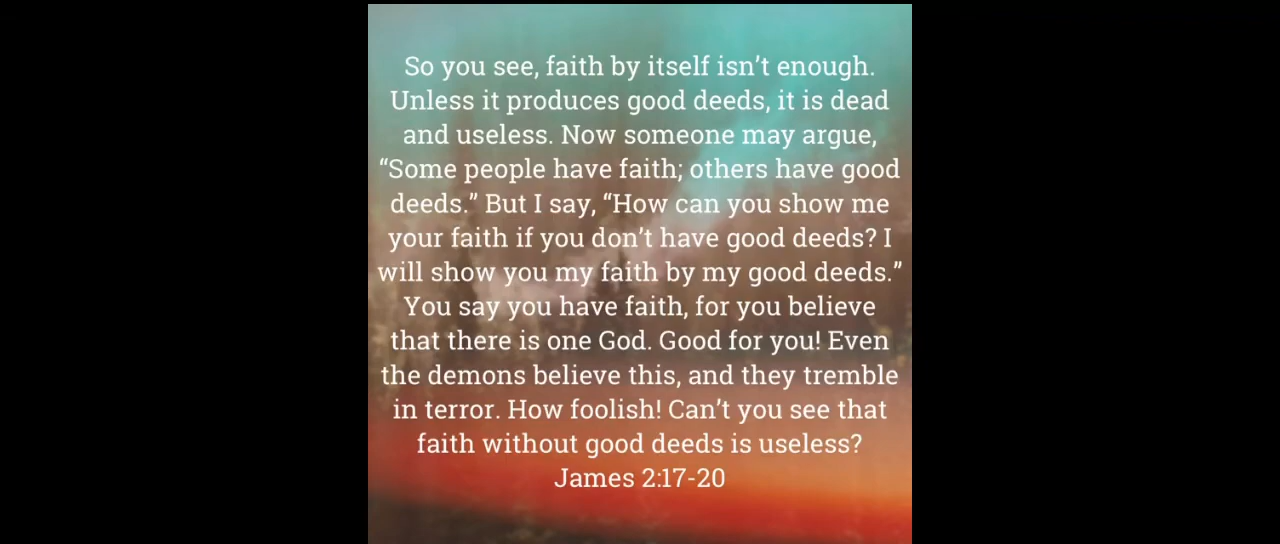 So you see, faith by itself isn’t enough.
Unless it produces good deeds, it is dead
and useless. Now someone may argue,
“Some people have faith; others have good
deeds.” But I say, “How can you show me
your faith if you don’t have good deeds? I
will show you my faith by my good deeds.”
You say you have faith, for you believe
that there is one God. Good for you! Even
the demons believe this, and they tremble
in terror. How foolish! Can’t you see that
faith without good deeds is useless?
James 2:17-20